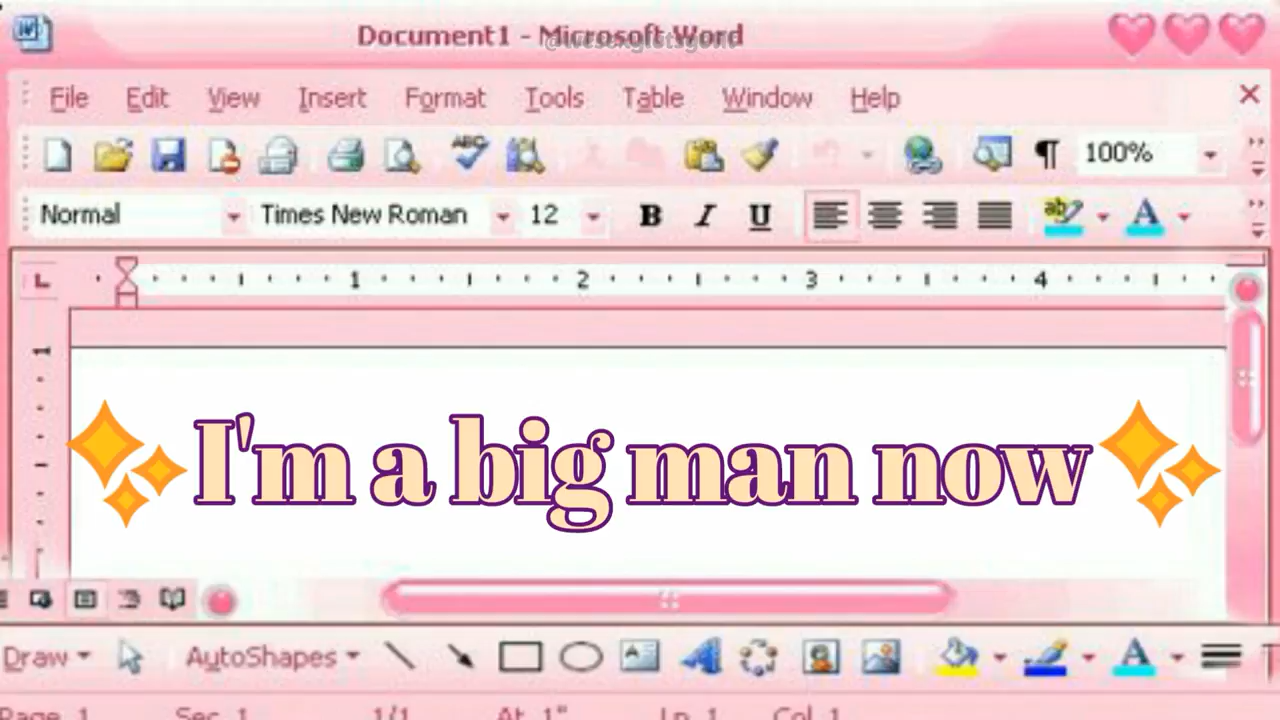 Document1 - Microsoft Word
File Edit View Insert Format Tools Table Window Help
100%
Normal Times New Roman 12 B I U
1 2 3 4
1
✨I'm a big man now✨
Draw AutoShapes
Page 1 Sec 1 1/1 At 1" Ln 1 Col 1